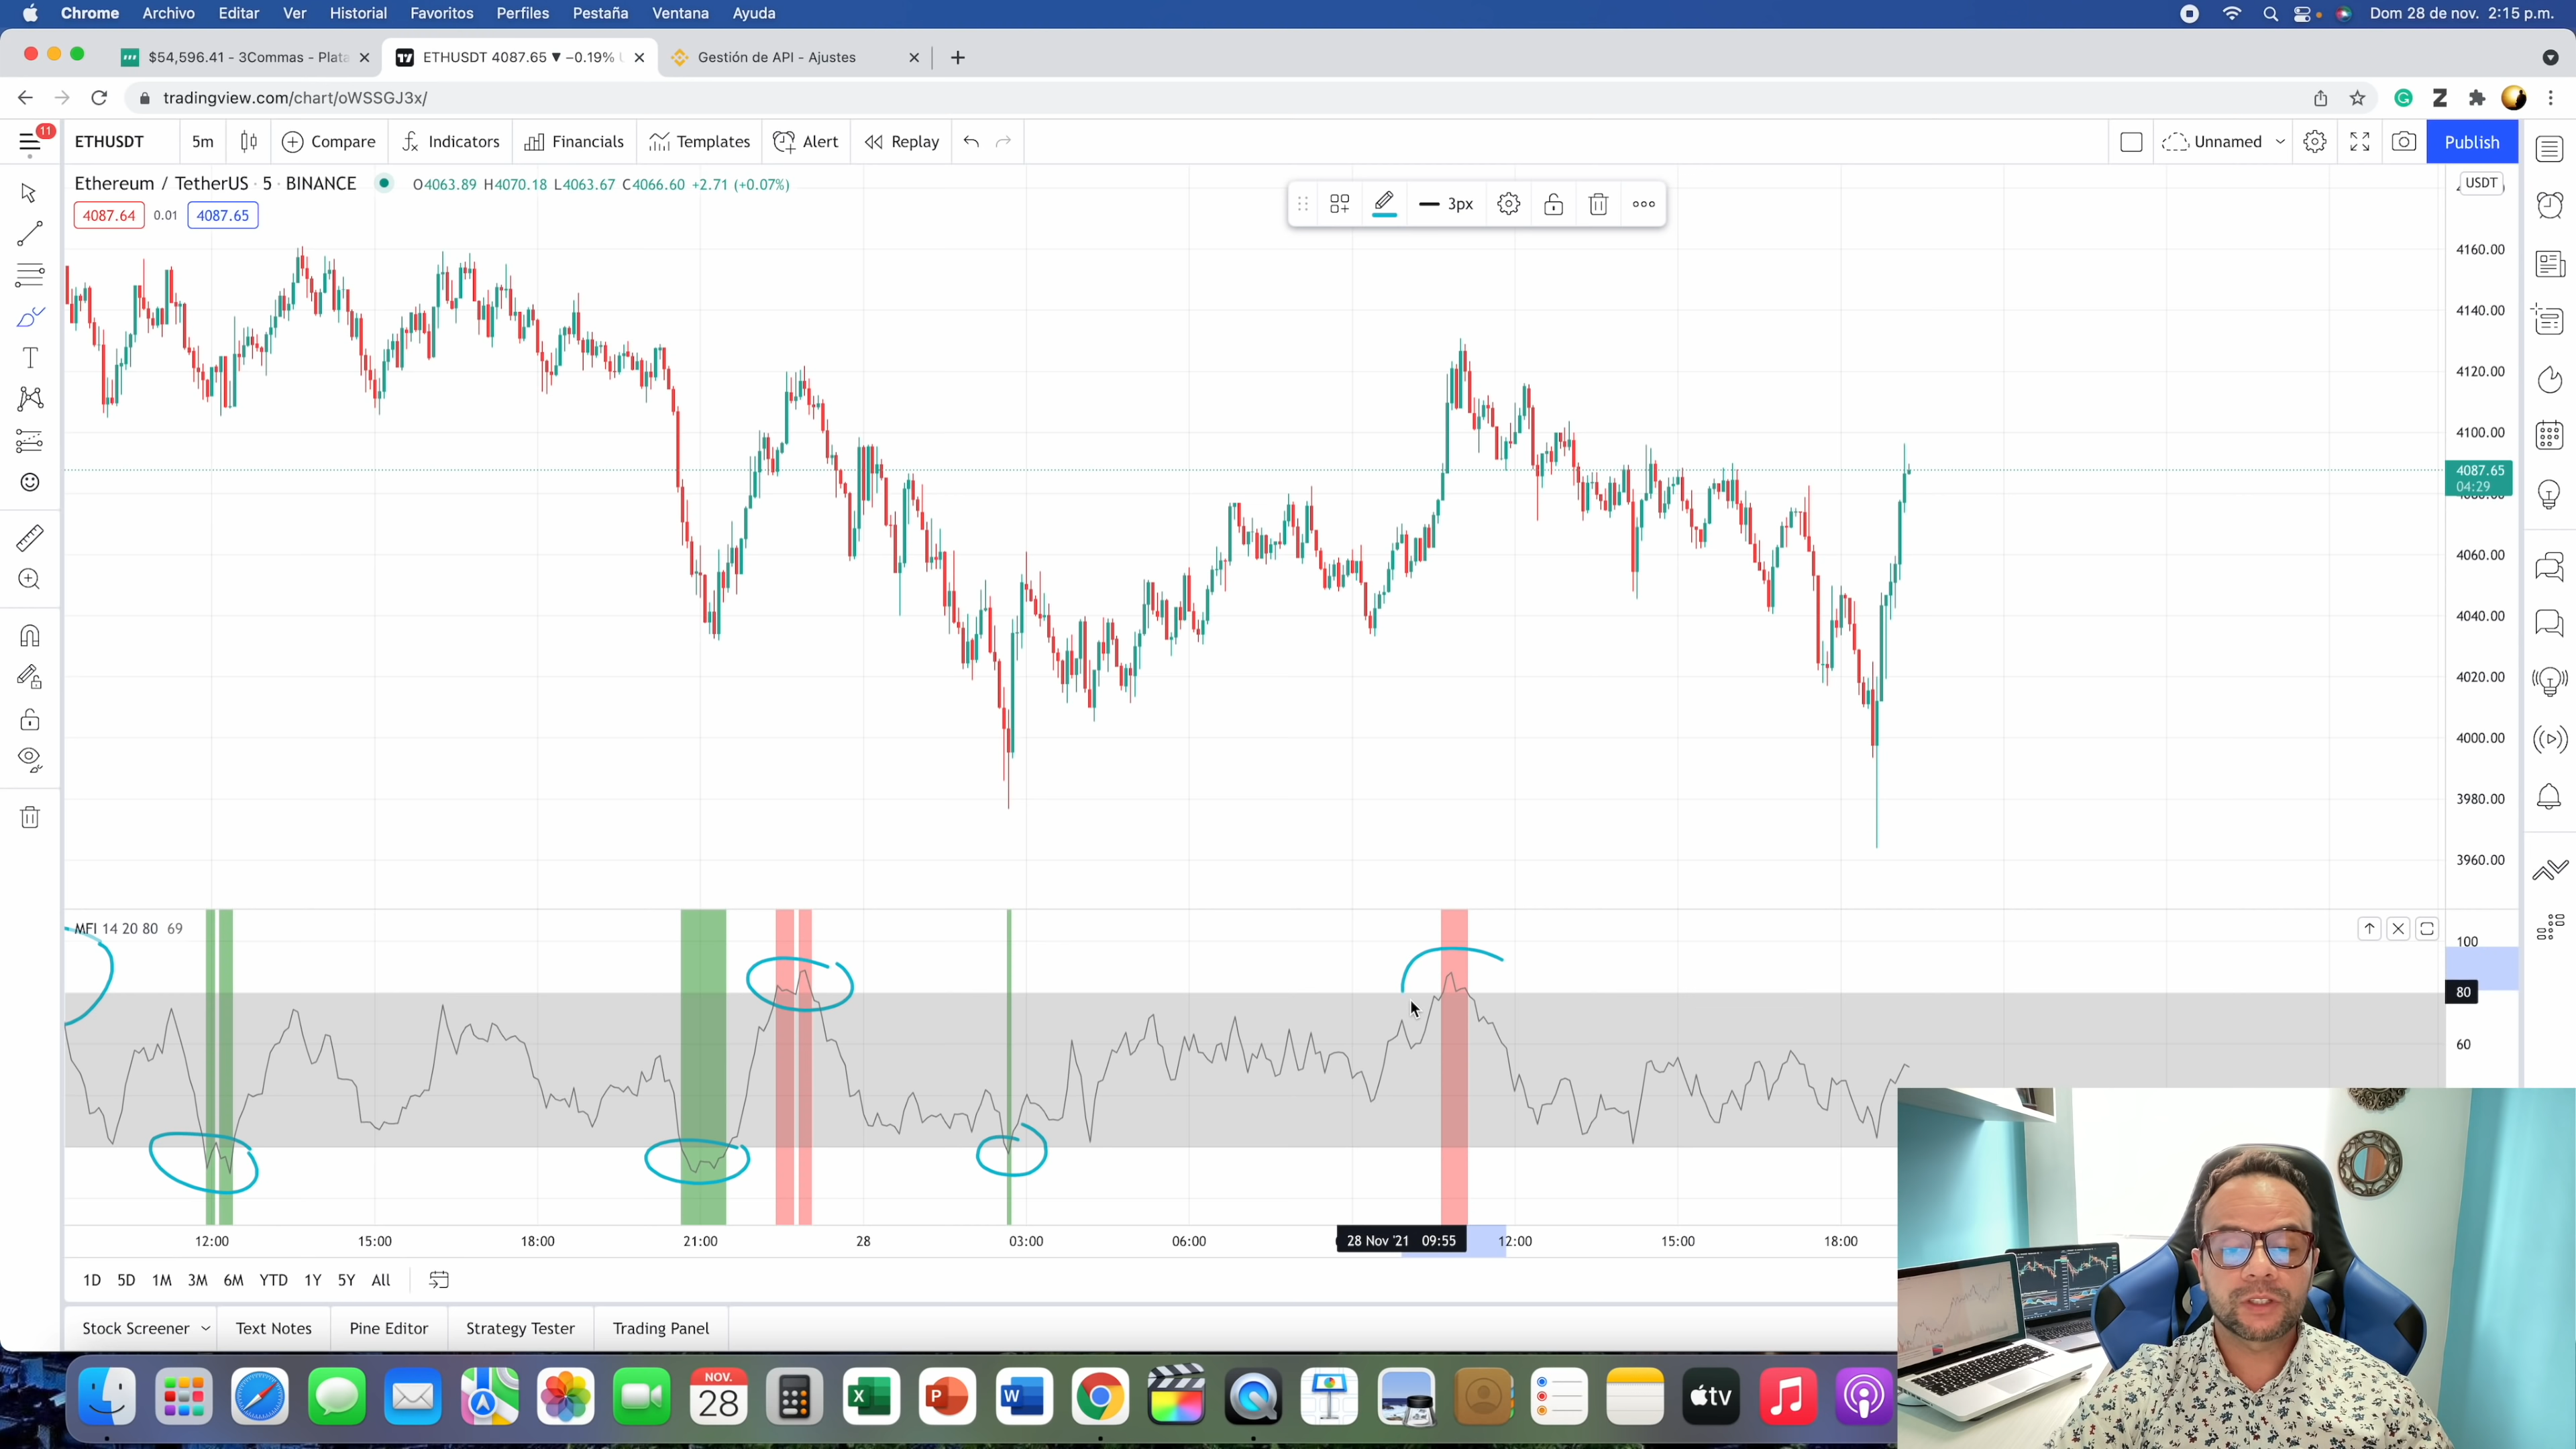 Chrome Archivo Editar Ver Historial Favoritos Perfiles Pestaña Ventana Ayuda Dom 28 de nov. 2:15 p.m.
$54,596.41 - 3Commas - Plata ETHUSDT 4087.65 ▼ −0.19% Gestión de API - Ajustes
tradingview.com/chart/oWSSGJ3x/
11 ETHUSDT 5m Compare Indicators Financials Templates Alert Replay Unnamed Publish
Ethereum / TetherUS · 5 · BINANCE O4063.89 H4070.18 L4063.67 C4066.60 +2.71 (+0.07%) USDT
4087.64 0.01 4087.65 3px
4160.00
4140.00
4120.00
4100.00
4087.65
04:29
4060.00
4040.00
4020.00
4000.00
3980.00
3960.00
MFI 14 20 80 69
100
80
60
12:00 15:00 18:00 21:00 28 03:00 06:00 28 Nov '21 09:55 12:00 15:00 18:00
1D 5D 1M 3M 6M YTD 1Y 5Y All
Stock Screener Text Notes Pine Editor Strategy Tester Trading Panel
NOV.
28
X P W tv